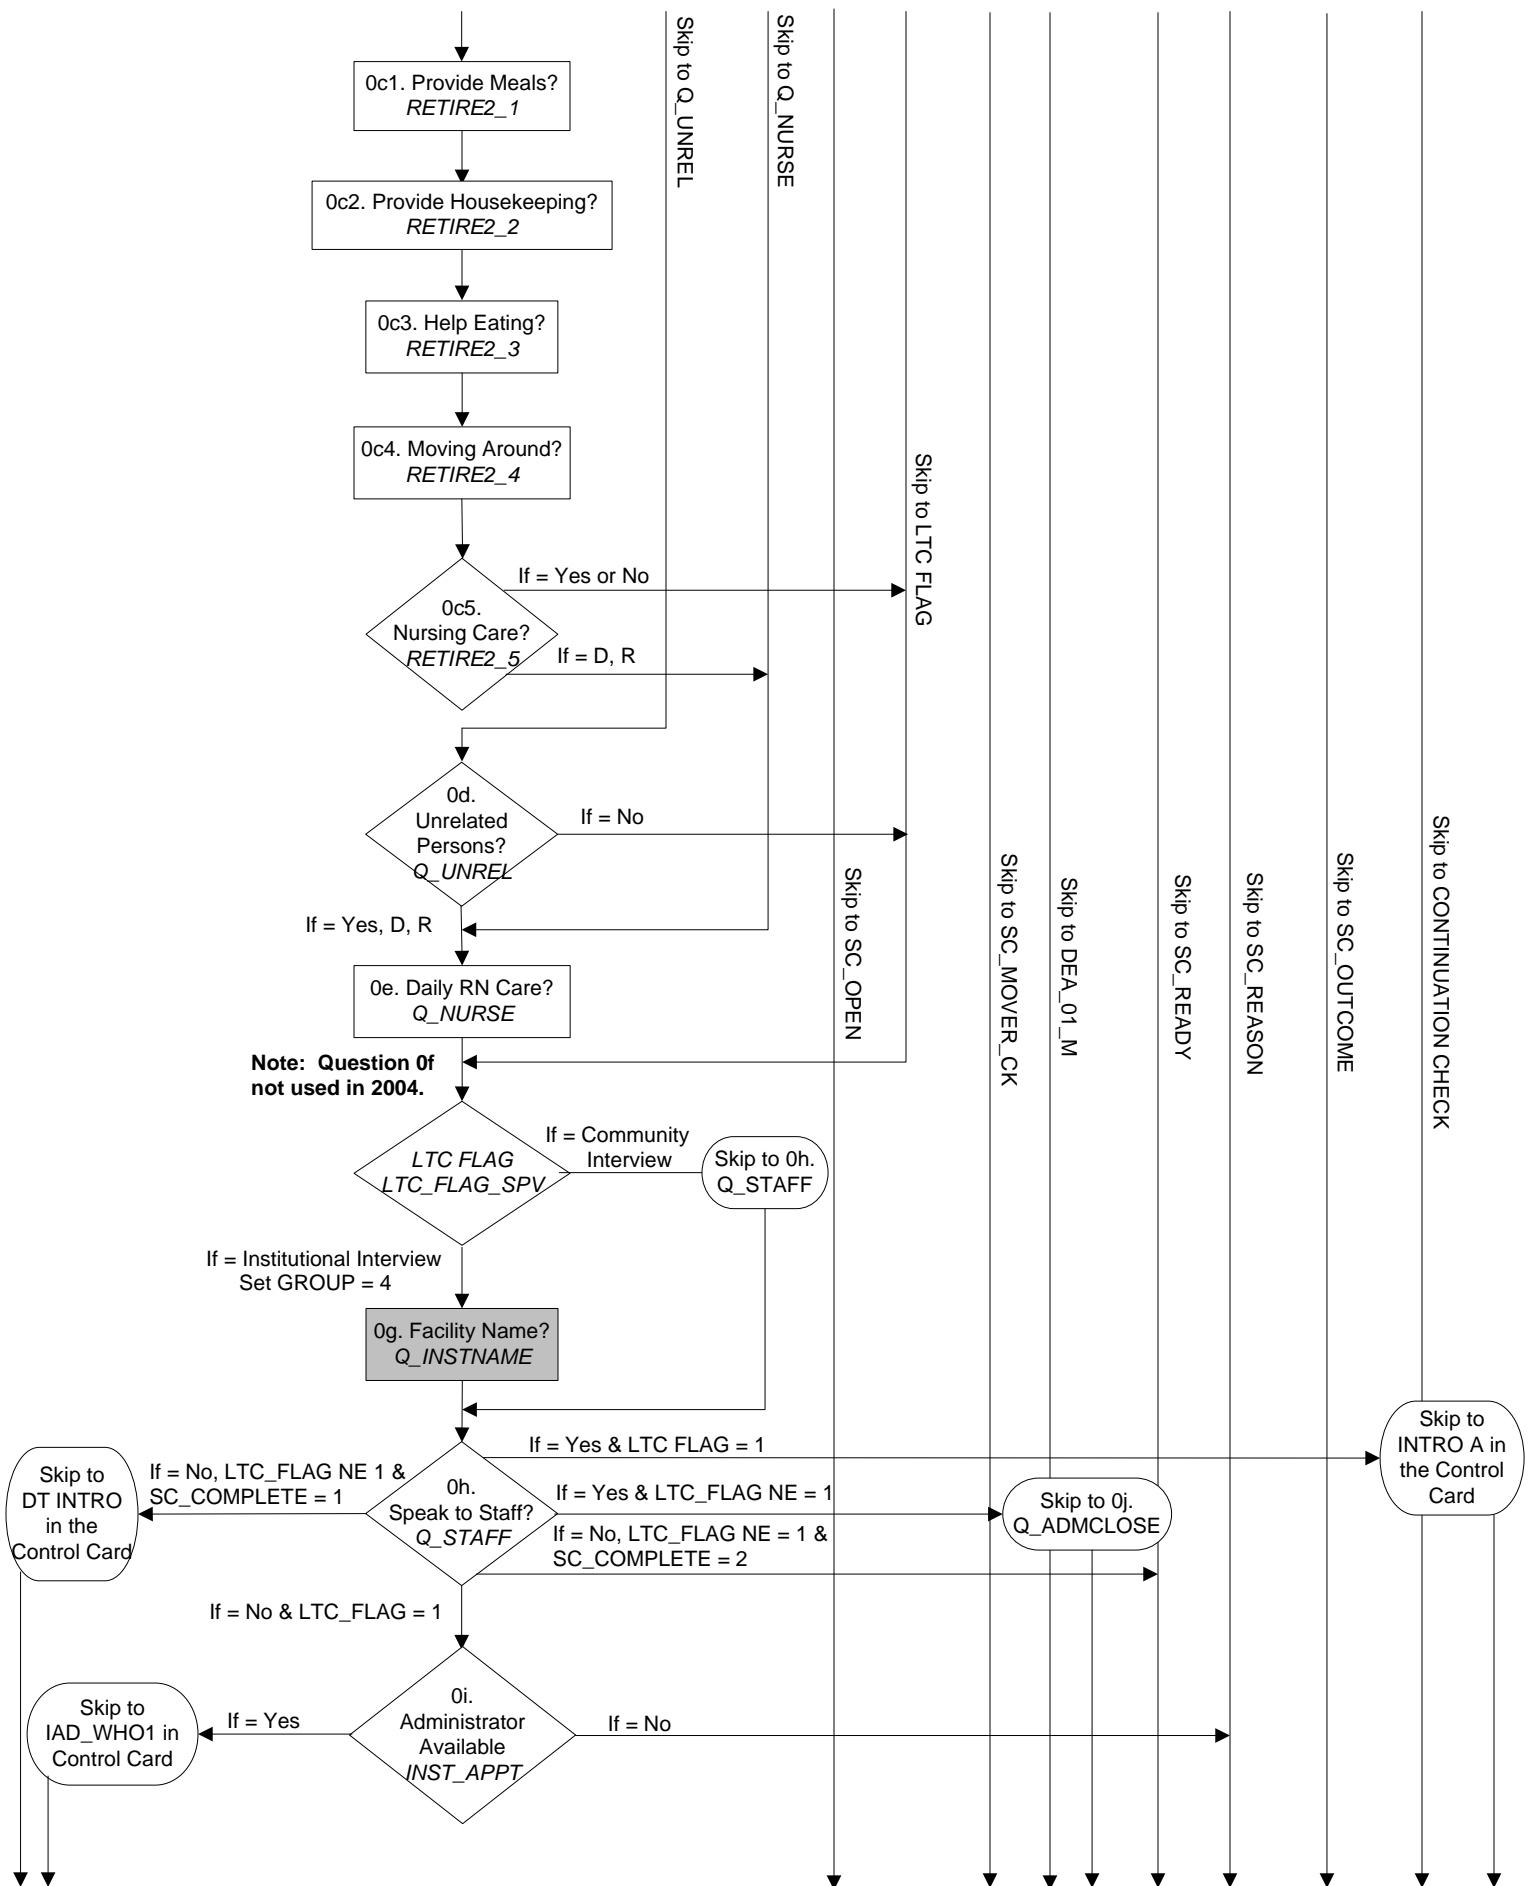 Skip to Q_UNREL
Skip to Q_NURSE
0c1. Provide Meals?
RETIRE2_1
0c2. Provide Housekeeping?
RETIRE2_2
0c3. Help Eating?
RETIRE2_3
0c4. Moving Around?
RETIRE2_4
Skip to LTC FLAG
0c5.
Nursing Care?
RETIRE2_5
If = Yes or No
If = D, R
0d.
Unrelated
Persons?
Q_UNREL
If = No
If = Yes, D, R
Skip to SC_OPEN
Skip to SC_MOVER_CK
Skip to DEA_01_M
Skip to SC_READY
Skip to SC_REASON
Skip to SC_OUTCOME
Skip to CONTINUATION CHECK
0e. Daily RN Care?
Q_NURSE
Note:  Question 0f
not used in 2004.
LTC FLAG
LTC_FLAG_SPV
If = Community
Interview
Skip to 0h.
Q_STAFF
If = Institutional Interview
Set GROUP = 4
0g. Facility Name?
Q_INSTNAME
Skip to
DT INTRO
in the
Control Card
If = No, LTC_FLAG NE 1 &
SC_COMPLETE = 1
0h.
Speak to Staff?
Q_STAFF
If = Yes & LTC FLAG = 1
Skip to
INTRO A in
the Control
Card
If = Yes & LTC_FLAG NE = 1
Skip to 0j.
Q_ADMCLOSE
If = No, LTC_FLAG NE = 1 &
SC_COMPLETE = 2
If = No & LTC_FLAG = 1
Skip to
IAD_WHO1 in
Control Card
If = Yes
0i.
Administrator
Available
INST_APPT
If = No